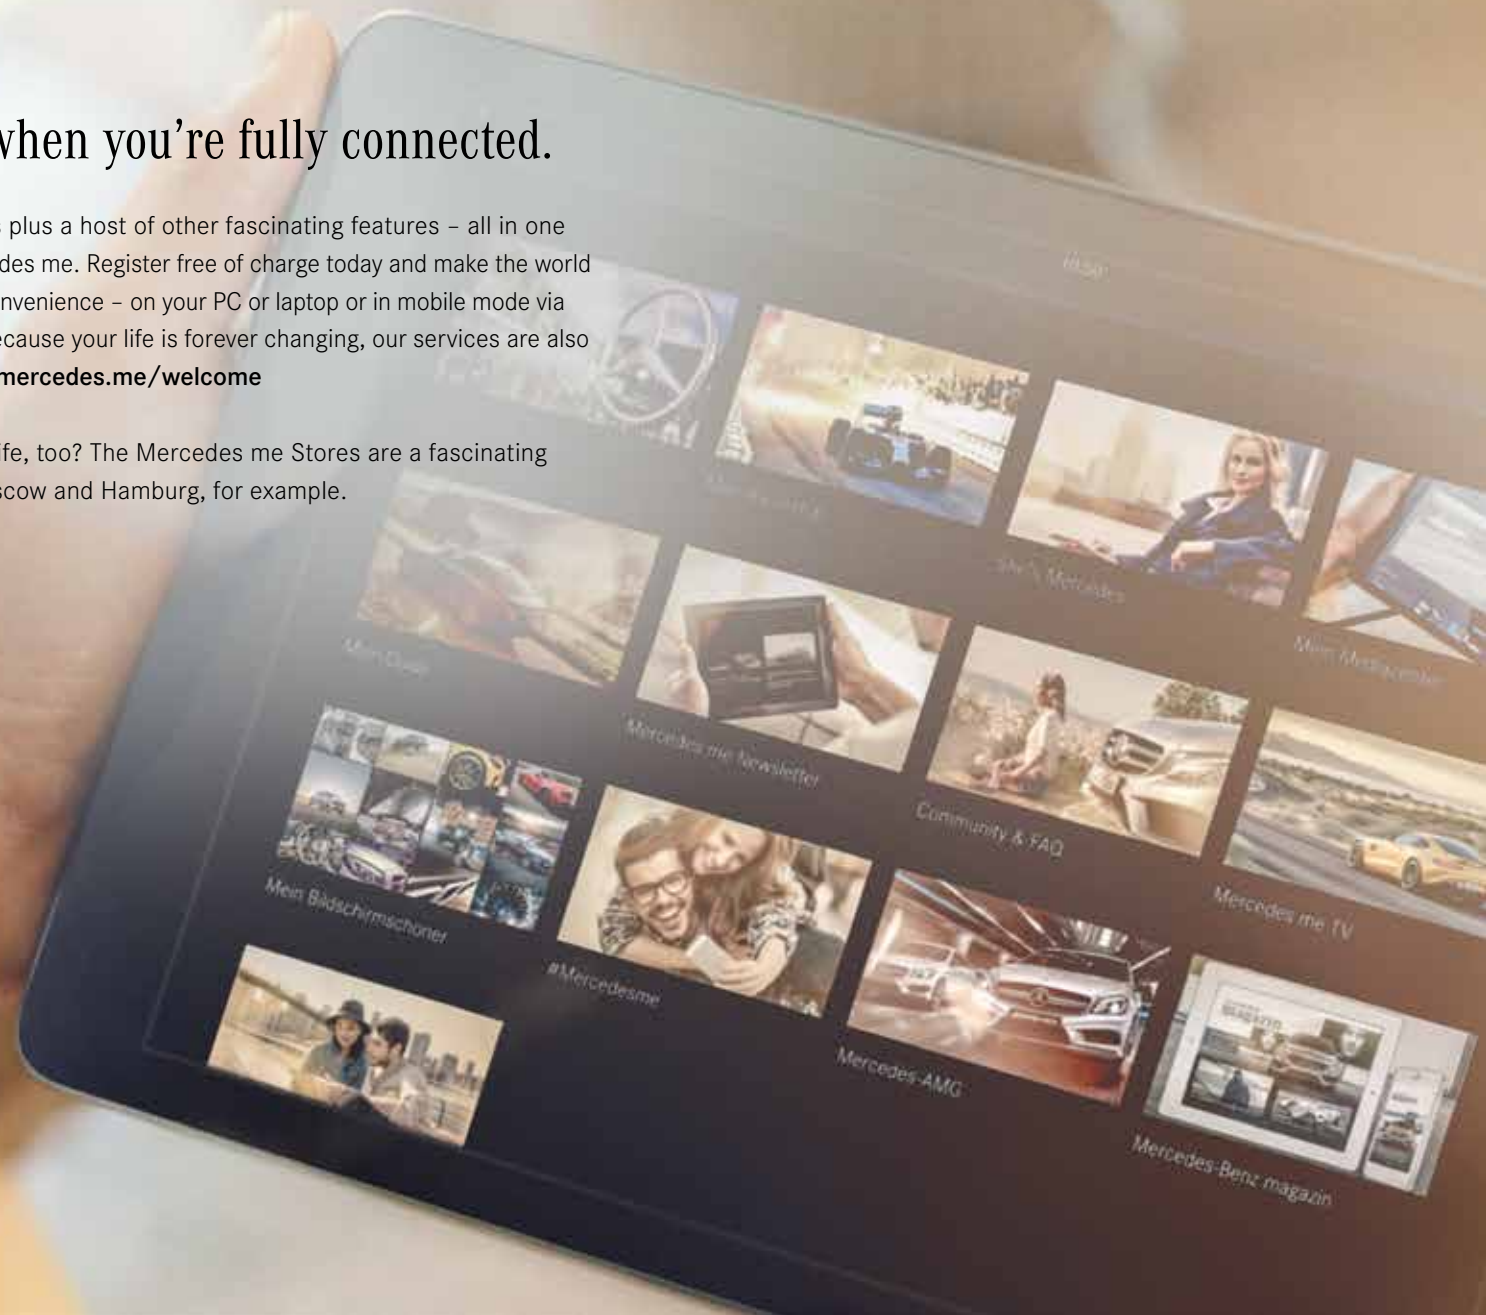 when you're fully connected.
plus a host of other fascinating features – all in one
des me. Register free of charge today and make the world
nvenience – on your PC or laptop or in mobile mode via
ecause your life is forever changing, our services are also
mercedes.me/welcome
ife, too? The Mercedes me Stores are a fascinating
scow and Hamburg, for example.
Mercedes
Mein Mediacenter
Mercedes me Newsletter
Community & FAQ
Mercedes me TV
Mein Bildschirmschoner
#Mercedesme
Mercedes-AMG
magazin
Mercedes-Benz magazin